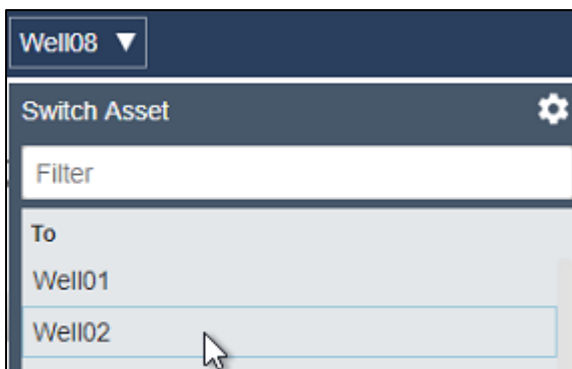 Well08 ▼
Switch Asset
Filter
To
Well01
Well02